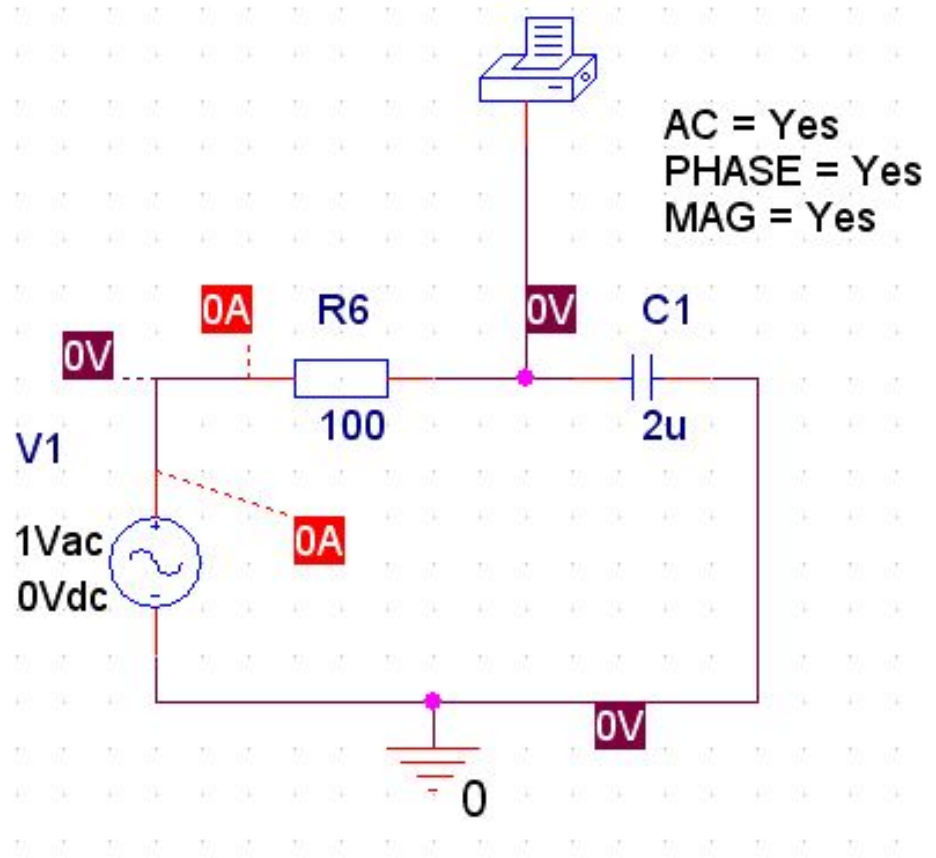 AC = Yes
PHASE = Yes
MAG = Yes
0A
R6
0V
C1
0V
100
2u
V1
1Vac
0Vdc
0A
0V
0